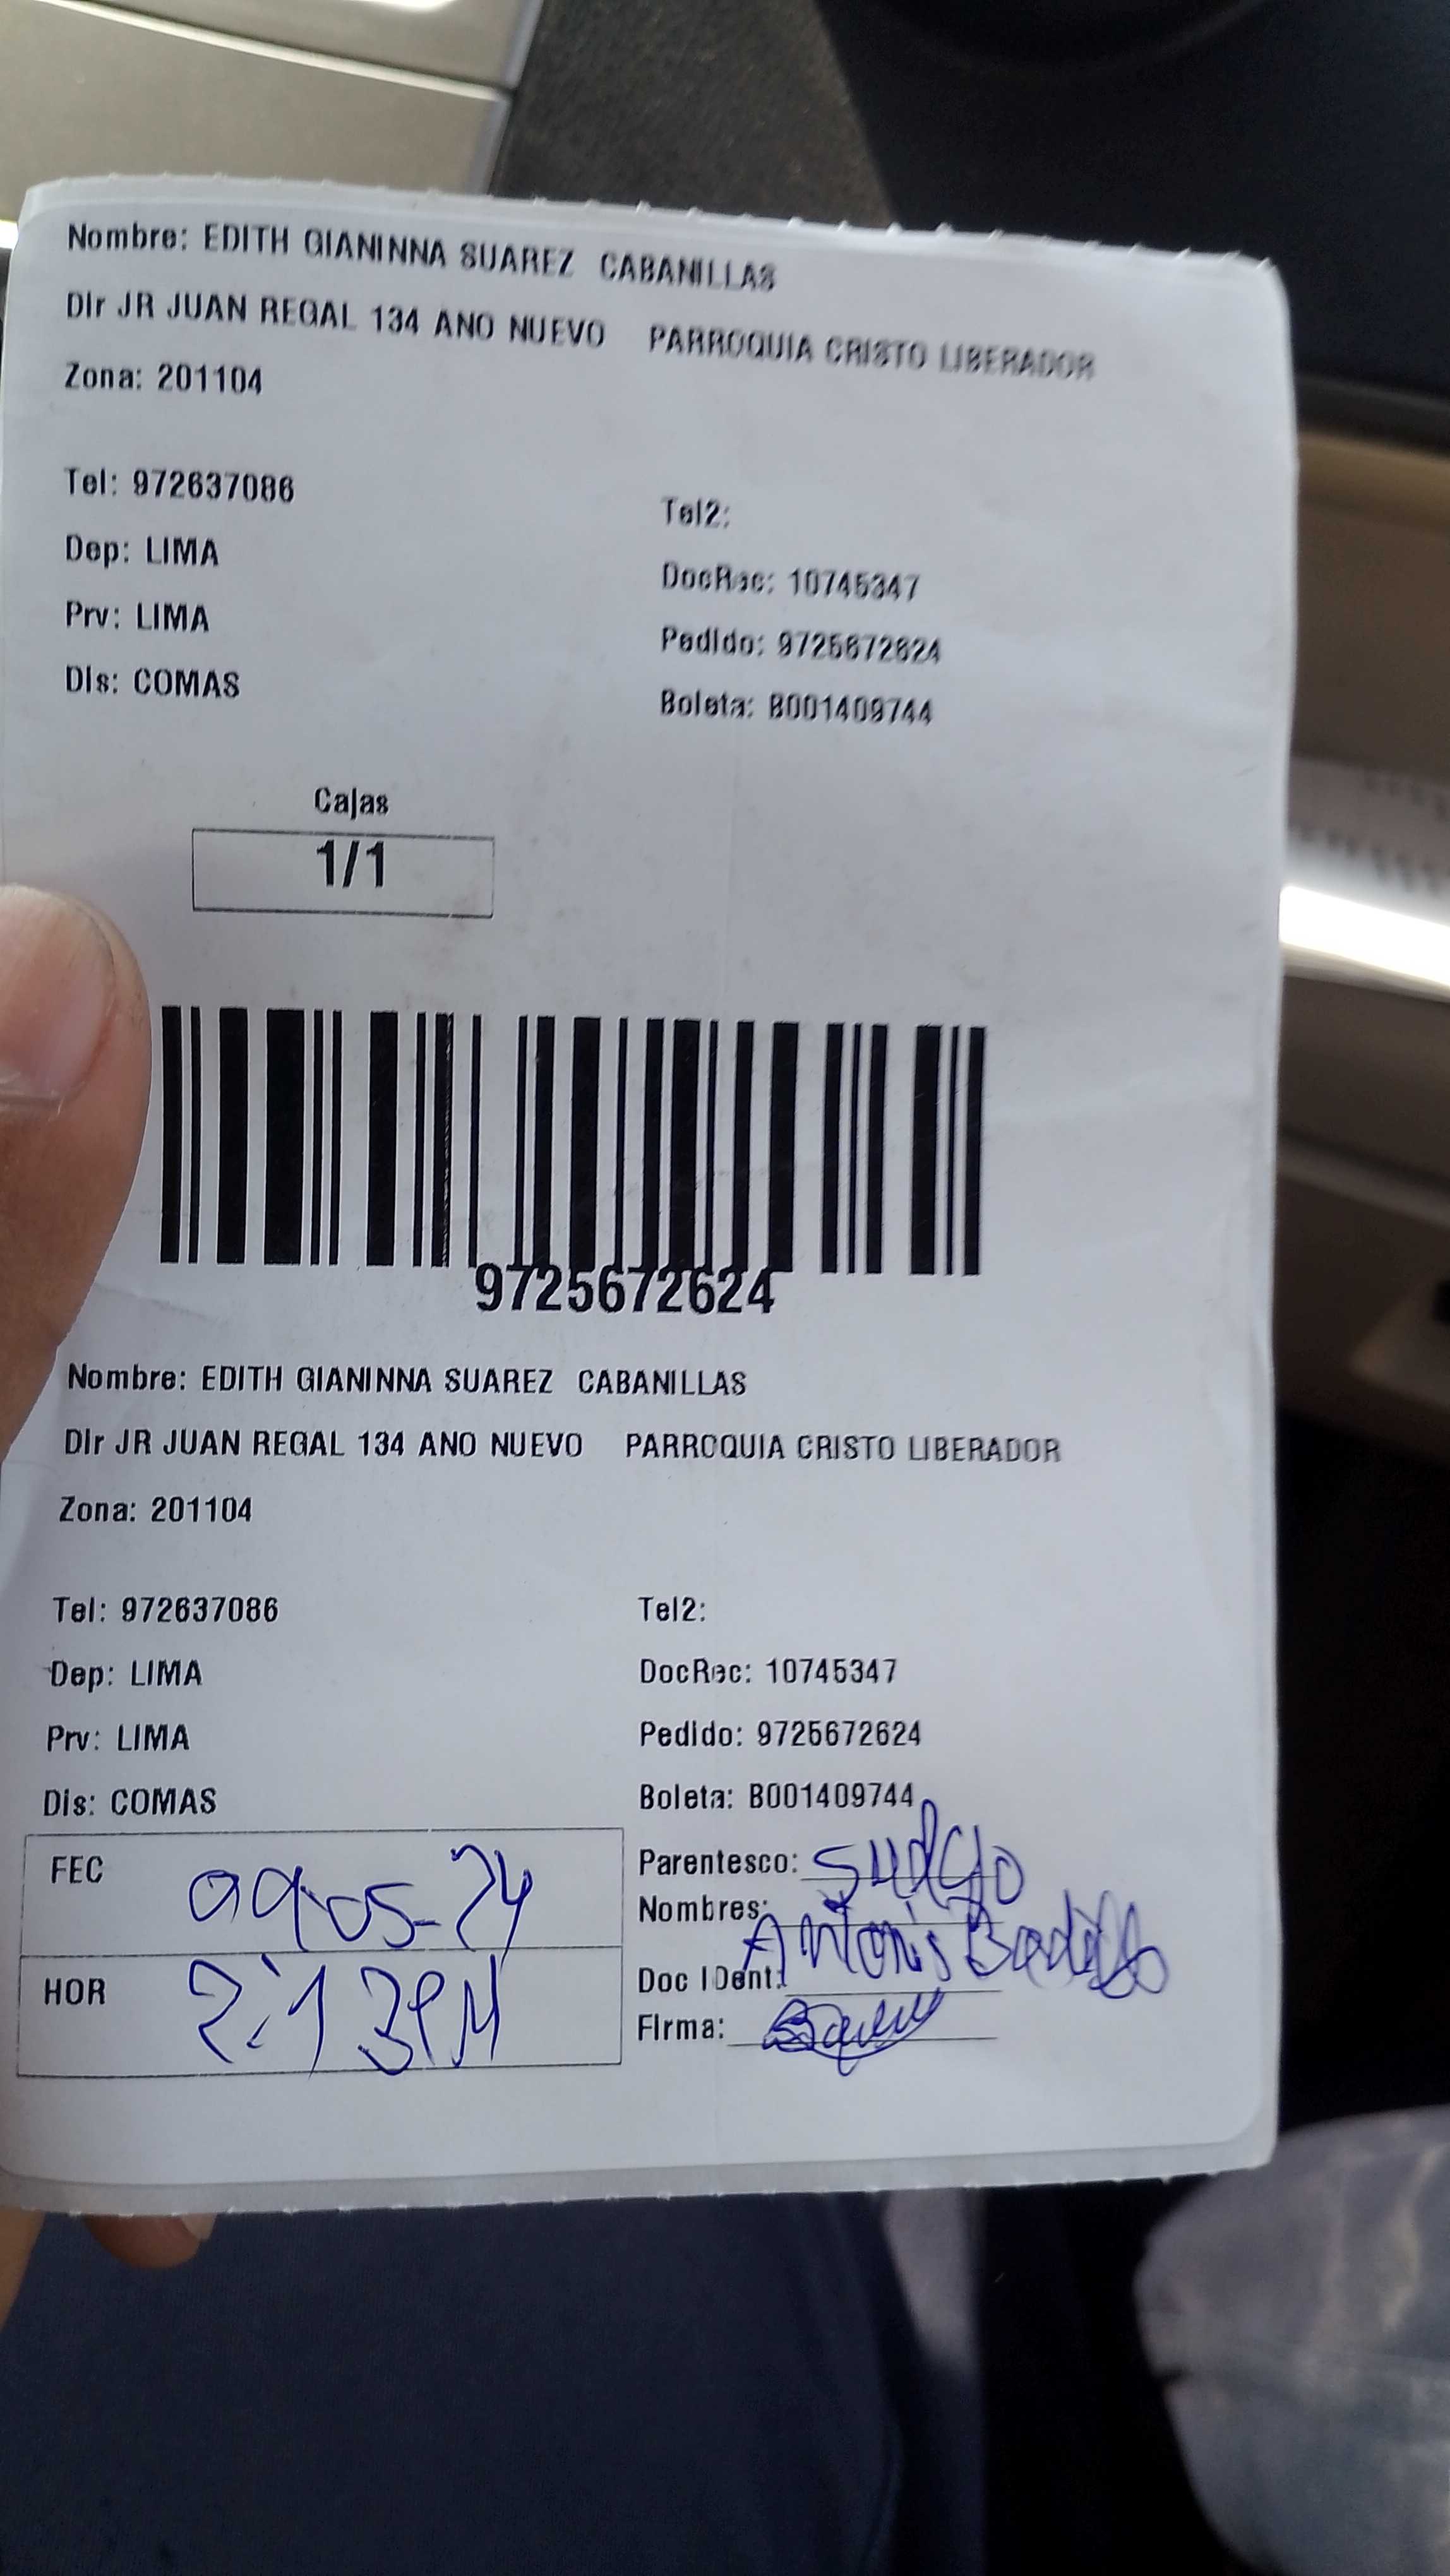 Nombre: EDITH GIANINNA SUAREZ CABANILLAS
Dir JR JUAN REGAL 134 ANO NUEVO PARROQUIA CRISTO LIBERADOR
Zona: 201104
Tel: 972637086 Tel2:
Dep: LIMA DocRec: 10745347
Prv: LIMA Pedido: 9725672624
Dis: COMAS Boleta: B001409744
Cajas
1/1
9725672624
Nombre: EDITH GIANINNA SUAREZ CABANILLAS
Dir JR JUAN REGAL 134 ANO NUEVO PARROQUIA CRISTO LIBERADOR
Zona: 201104
Tel: 972637086 Tel2:
Dep: LIMA DocRec: 10745347
Prv: LIMA Pedido: 9725672624
Dis: COMAS Boleta: B001409744
FEC 09-05-24
HOR 2:13PM
Parentesco:
Nombres:
Doc IDent:
Firma: